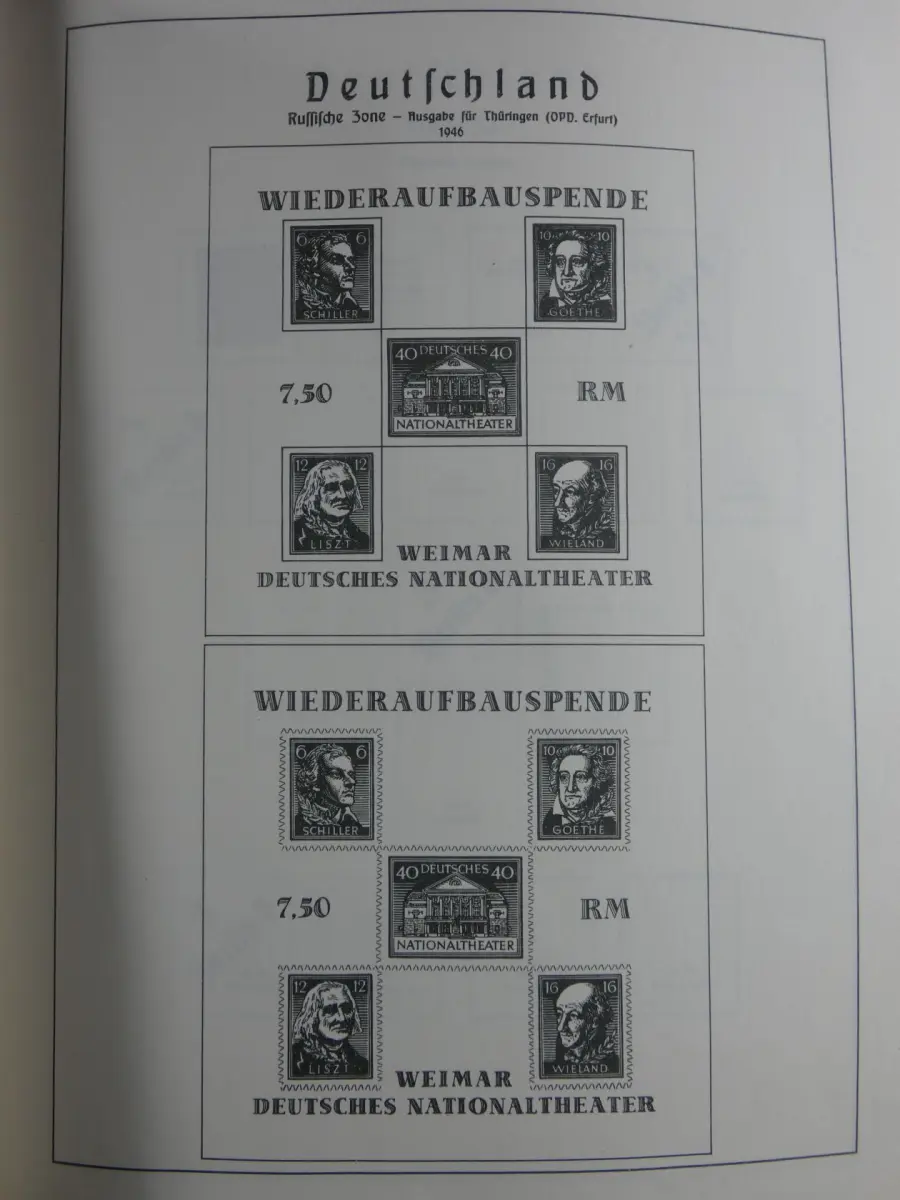 Deutſchland
Ruſſiſche Zone – Ausgabe für Thüringen (OPD. Erfurt)
1946
WIEDERAUFBAUSPENDE
6 6
SCHILLER
10 10
GOETHE
40 DEUTSCHES 40
NATIONALTHEATER
7,50
RM
12 12
LISZT
16 16
WIELAND
WEIMAR
DEUTSCHES NATIONALTHEATER
WIEDERAUFBAUSPENDE
6 6
SCHILLER
10 10
GOETHE
40 DEUTSCHES 40
NATIONALTHEATER
7,50
RM
12 12
LISZT
16 16
WIELAND
WEIMAR
DEUTSCHES NATIONALTHEATER